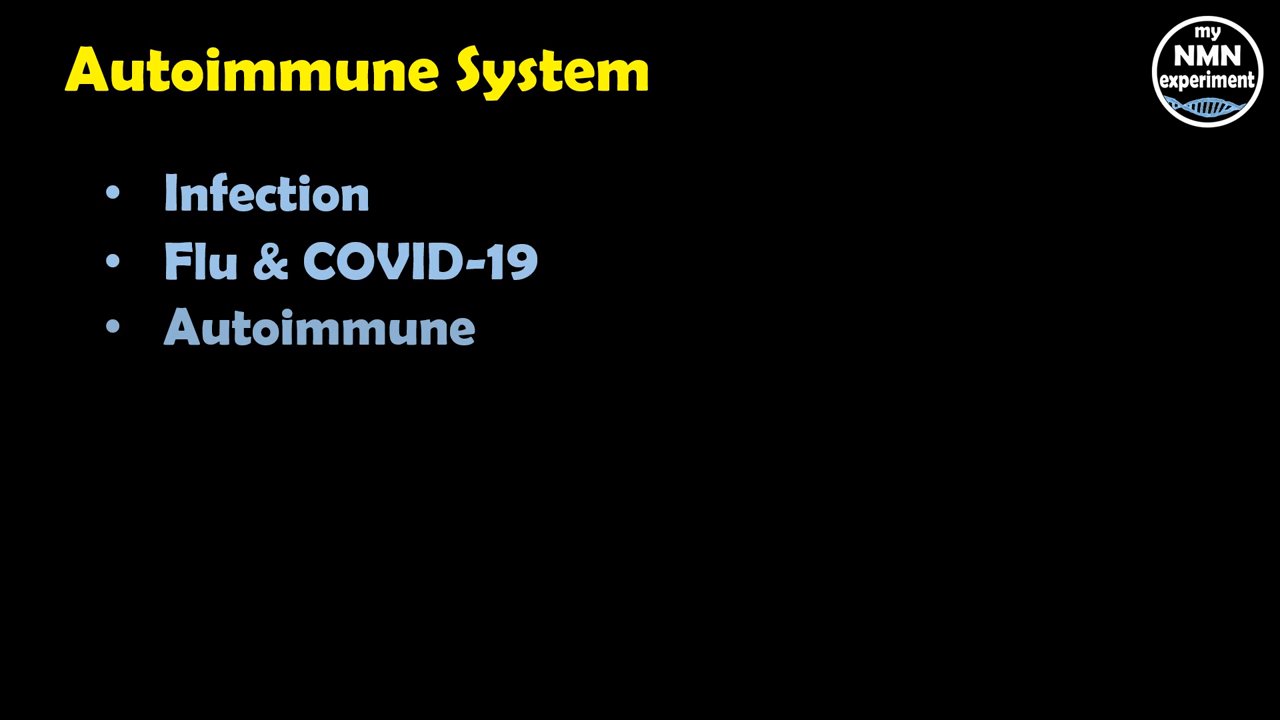 Autoimmune System
my
NMN
experiment
• Infection
• Flu & COVID-19
• Autoimmune